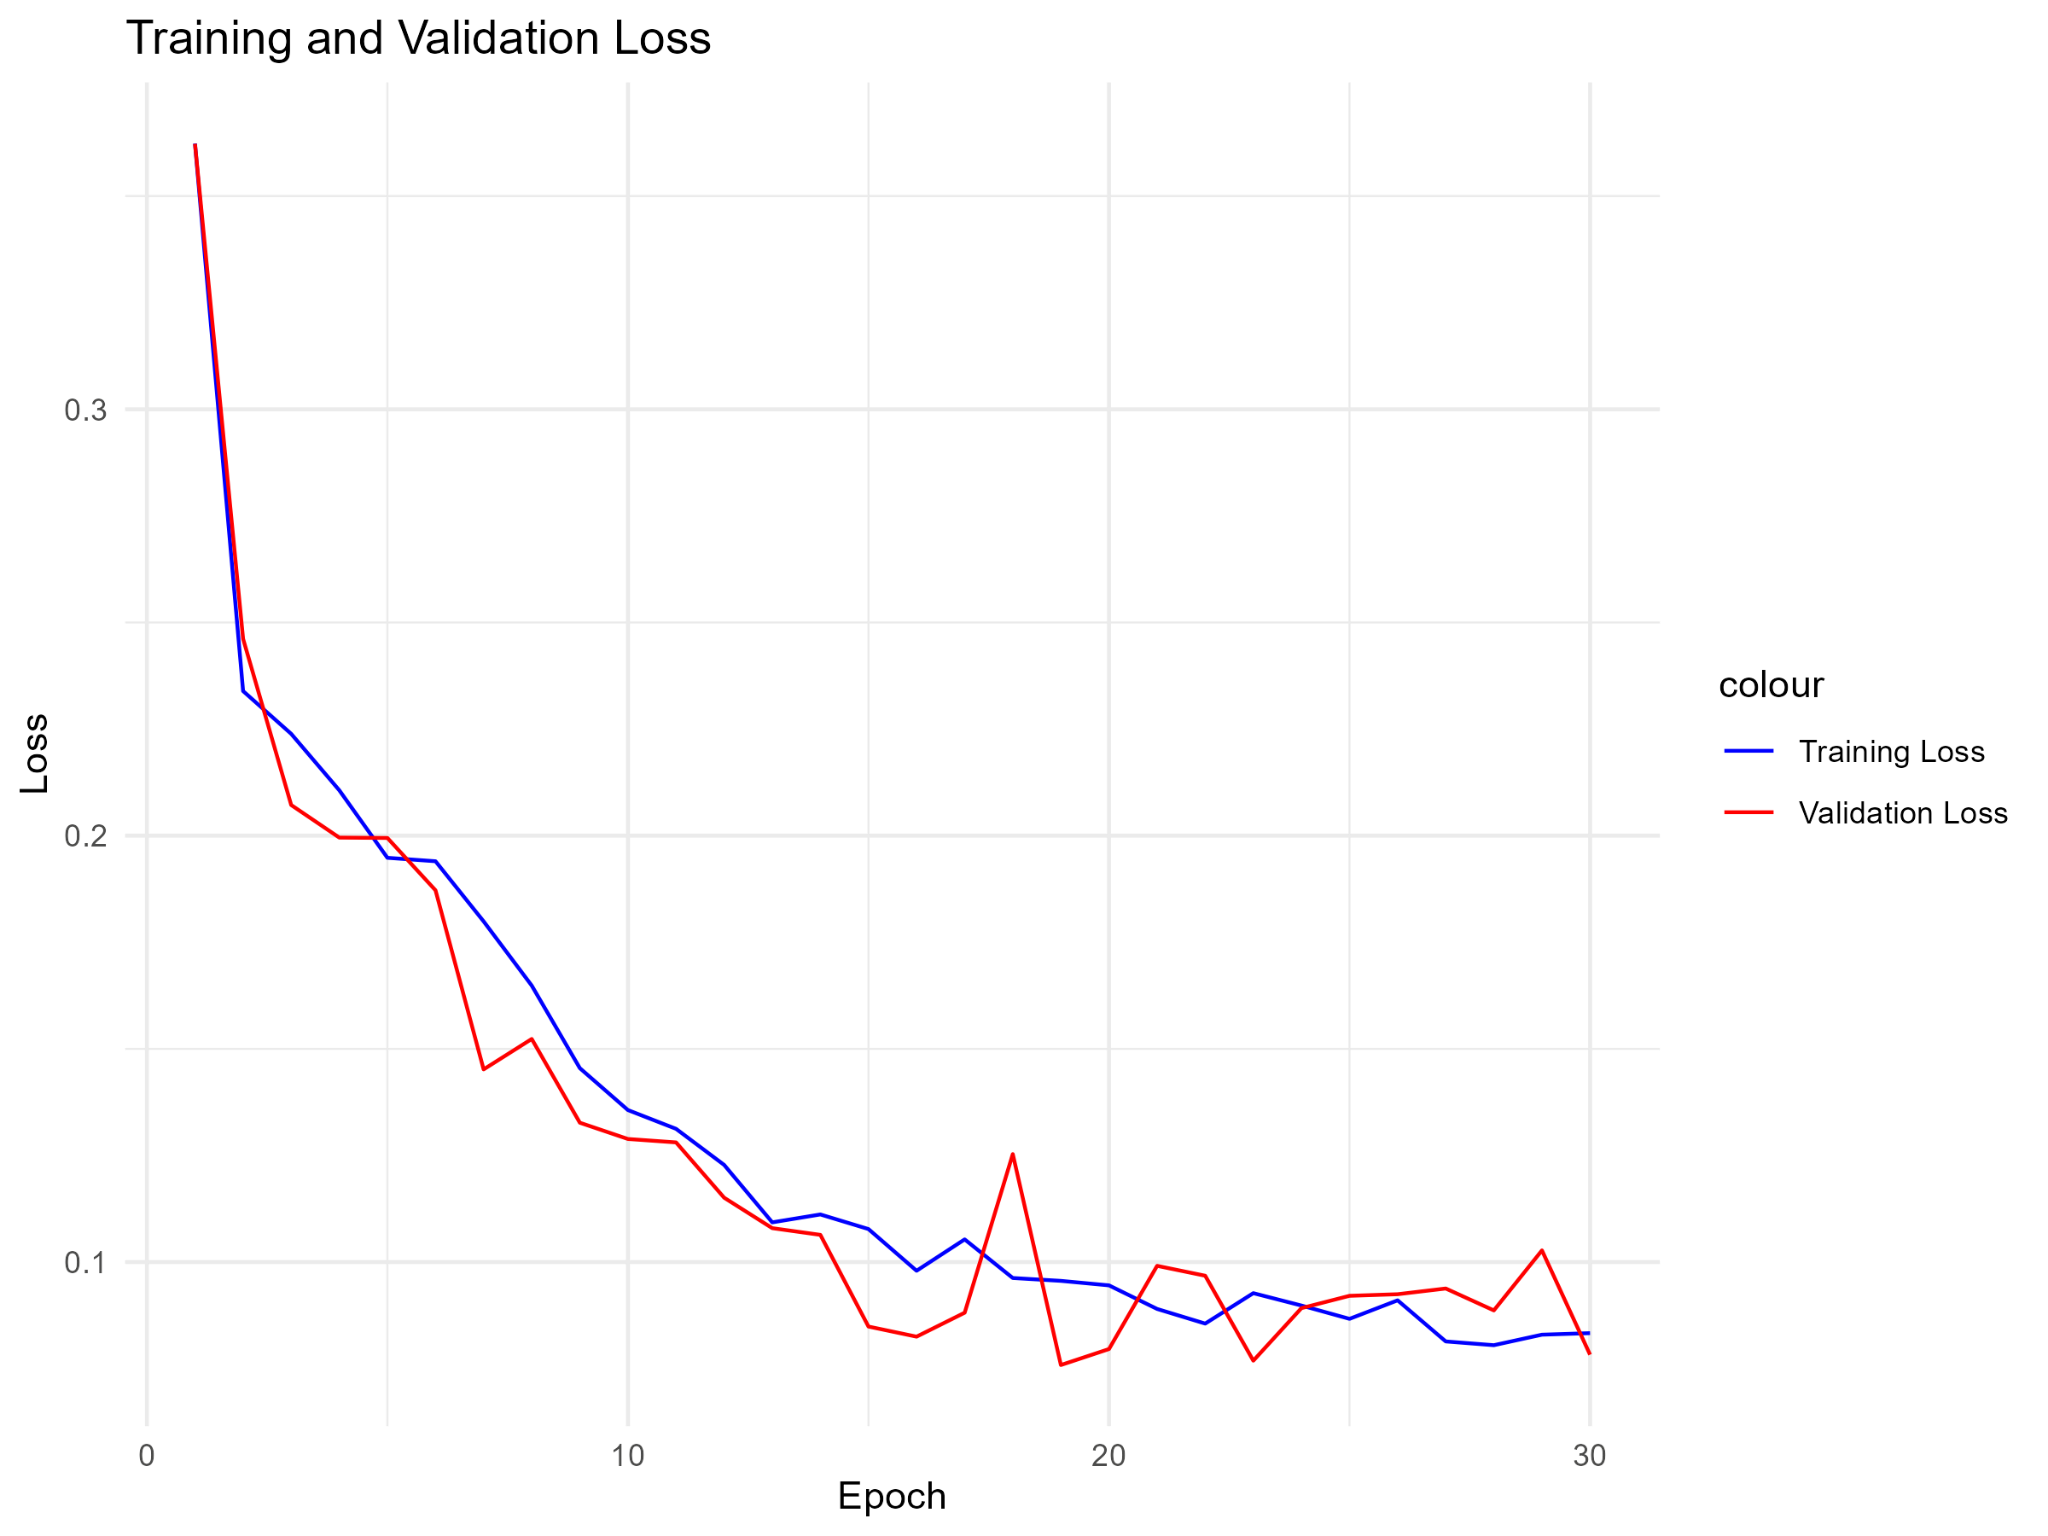 Training and Validation Loss
0.3
0.2
0.1
Loss
0 10 20 30
Epoch
colour
Training Loss
Validation Loss